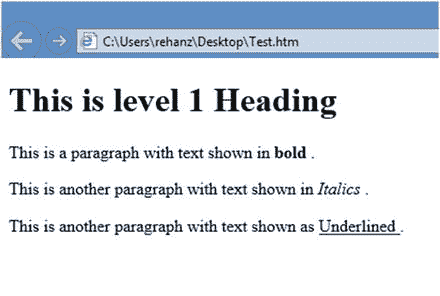 C:\Users\rehanz\Desktop\Test.htm
This is level 1 Heading
This is a paragraph with text shown in bold .
This is another paragraph with text shown in Italics .
This is another paragraph with text shown as Underlined .